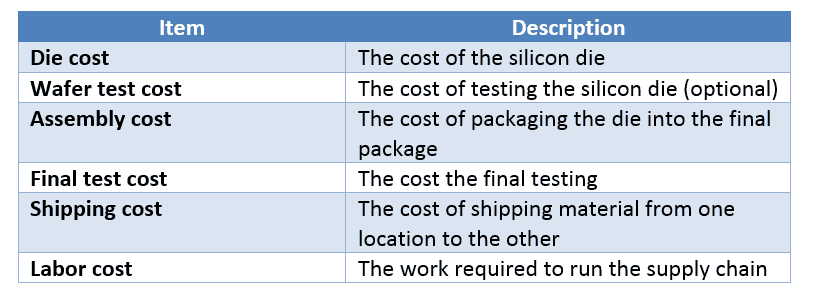 Item Description
Die cost The cost of the silicon die
Wafer test cost The cost of testing the silicon die (optional)
Assembly cost The cost of packaging the die into the final
package
Final test cost The cost the final testing
Shipping cost The cost of shipping material from one
location to the other
Labor cost The work required to run the supply chain